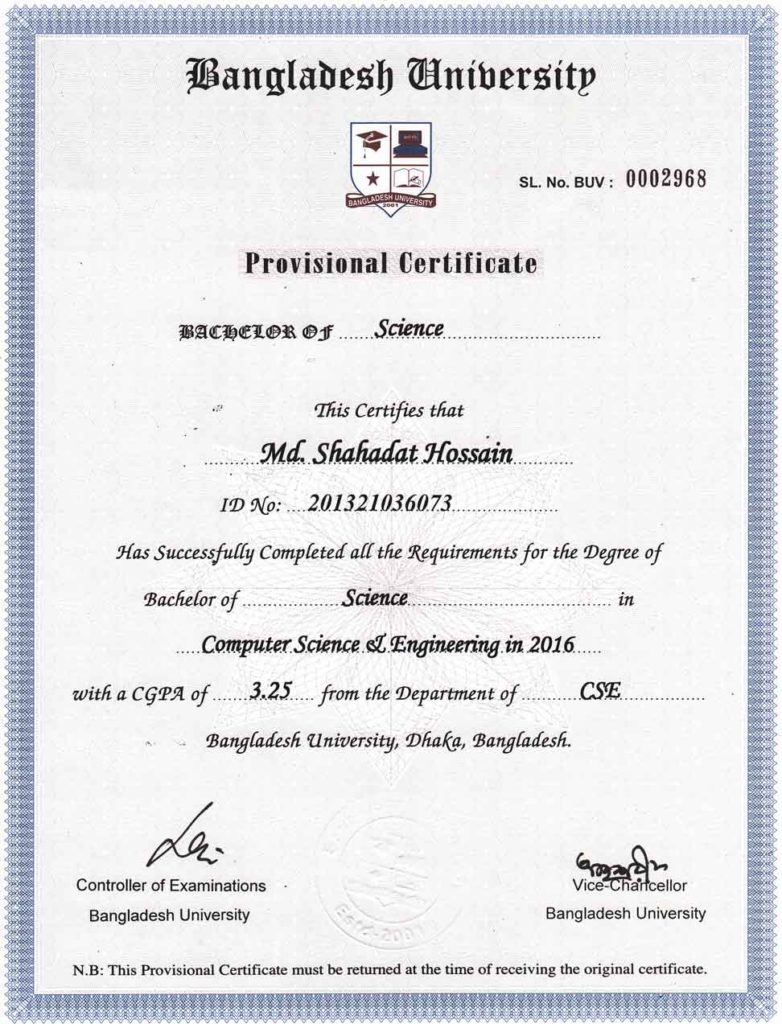 Bangladesh University
BANGLADESH UNIVERSITY
2001
SL. No. BUV : 0002968
Provisional Certificate
BACHELOR OF ...... Science ..............................
This Certifies that
........... Md. Shahadat Hossain ............
ID No: ....201321036073......................
Has Successfully Completed all the Requirements for the Degree of
Bachelor of ....................Science........................................... in
.....Computer Science & Engineering in 2016.....
with a CGPA of ........3.25.... from the Department of ............CSE..................
Bangladesh University, Dhaka, Bangladesh.
Controller of Examinations
Bangladesh University
Vice-Chancellor
Bangladesh University
Estd-2001
N.B: This Provisional Certificate must be returned at the time of receiving the original certificate.